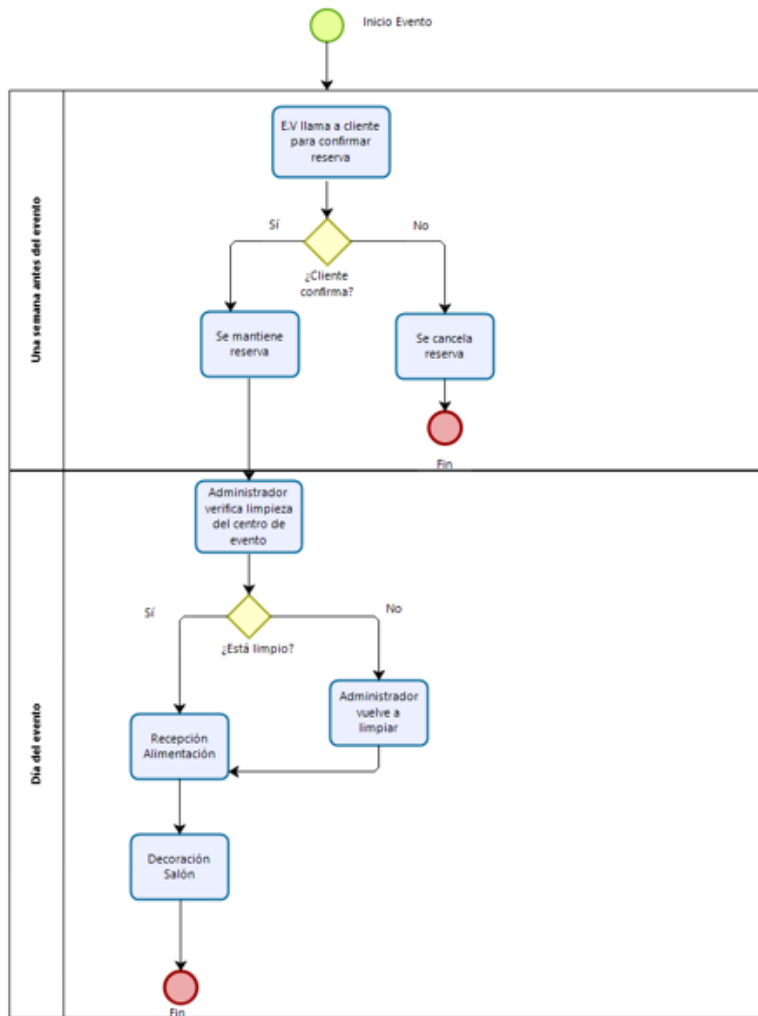 Inicio Evento
Una semana antes del evento
E.V llama a cliente
para confirmar
reserva
Sí
No
¿Cliente
confirma?
Se mantiene
reserva
Se cancela
reserva
Fin
Día del evento
Administrador
verifica limpieza
del centro de
evento
Sí
No
¿Está limpio?
Administrador
vuelve a
limpiar
Recepción
Alimentación
Decoración
Salón
Fin